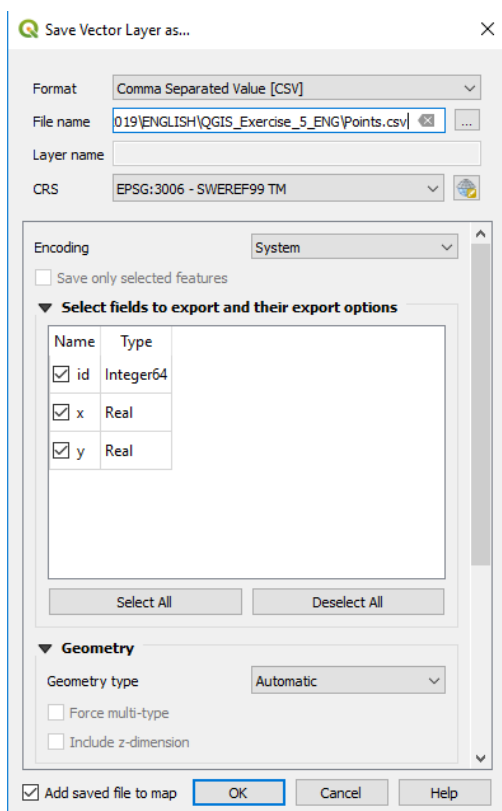 Save Vector Layer as...
Format Comma Separated Value [CSV]
File name 019\ENGLISH\QGIS_Exercise_5_ENG\Points.csv ...
Layer name
CRS EPSG:3006 - SWEREF99 TM
Encoding System
Save only selected features
Select fields to export and their export options
Name Type
id Integer64
x Real
y Real
Select All Deselect All
Geometry
Geometry type Automatic
Force multi-type
Include z-dimension
Add saved file to map OK Cancel Help